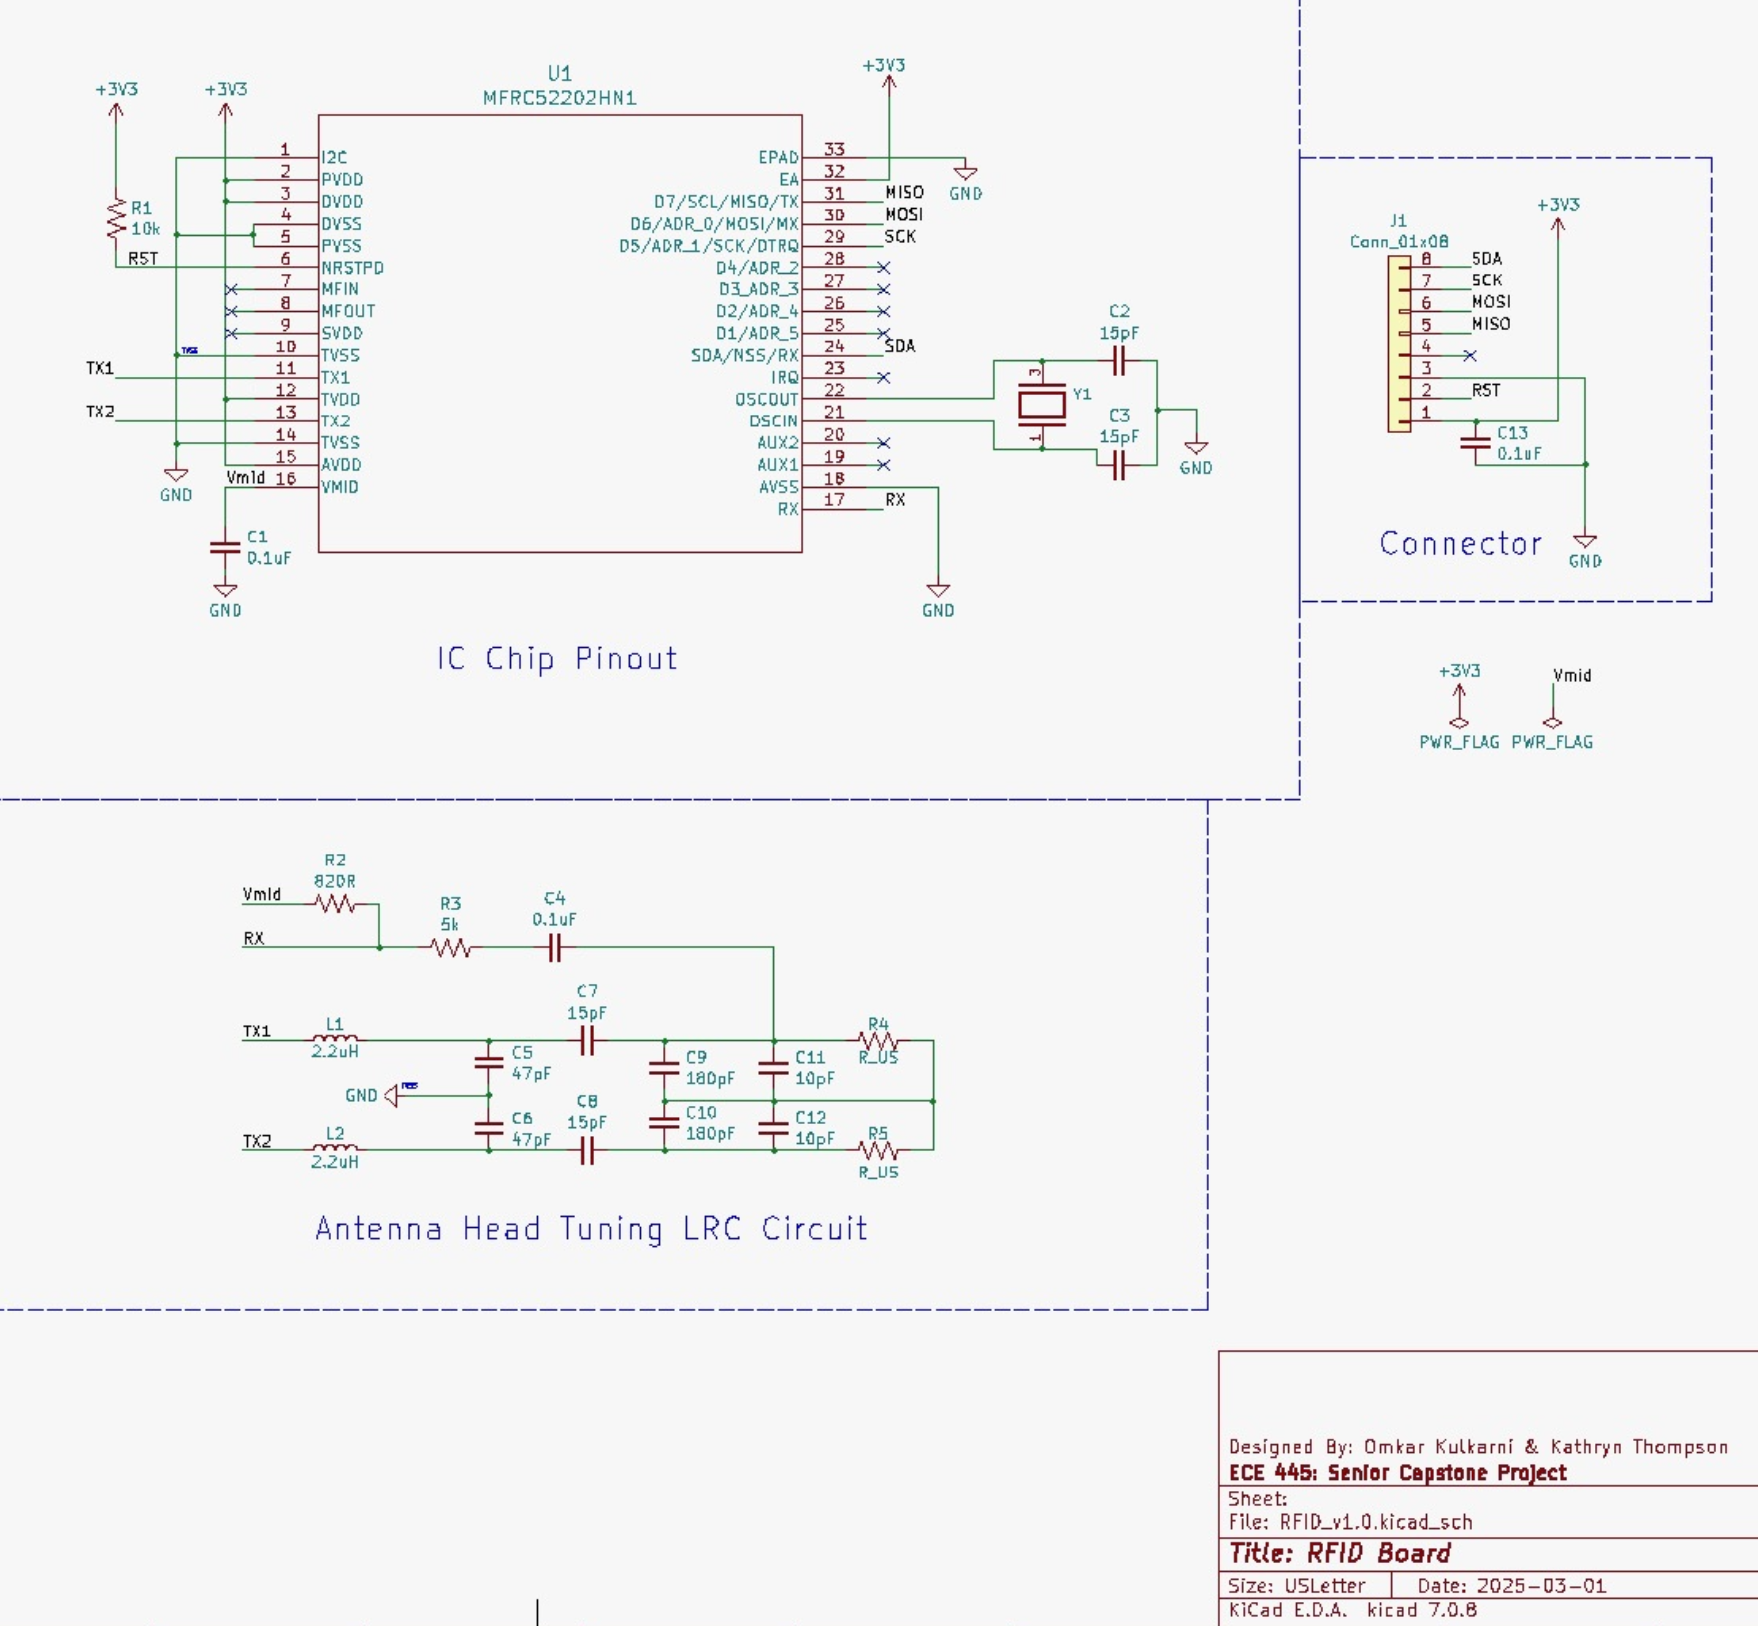 U1
MFRC52202HN1
+3V3
+3V3
+3V3
R1
10k
RST
TX1
TX2
Vmid
1 I2C
2 PVDD
3 DVDD
4 DVSS
5 PVSS
6 NRSTPD
7 MFIN
8 MFOUT
9 SVDD
TVSS
10 TVSS
11 TX1
12 TVDD
13 TX2
14 TVSS
15 AVDD
16 VMID
GND
C1
0.1uF
GND
EPAD 33
EA 32
D7/SCL/MISO/TX 31 MISO
D6/ADR_0/MOSI/MX 30 MOSI
D5/ADR_1/SCK/DTRQ 29 SCK
D4/ADR_2 28
D3_ADR_3 27
D2/ADR_4 26
D1/ADR_5 25
SDA/NSS/RX 24 SDA
IRQ 23
OSCOUT 22
OSCIN 21
AUX2 20
AUX1 19
AVSS 18
RX 17 RX
GND
GND
C2
15pF
3
Y1
1
C3
15pF
GND
IC Chip Pinout
+3V3
J1
Conn_01x08
8 SDA
7 SCK
6 MOSI
5 MISO
4
3
2 RST
1
C13
0.1uF
GND
Connector
+3V3
Vmid
PWR_FLAG PWR_FLAG
R2
820R
Vmid
R3
5k
C4
0.1uF
RX
C7
15pF
TX1
L1
2.2uH
C5
47pF
C9
180pF
C11
10pF
R4
R_US
GND
C6
47pF
C8
15pF
C10
180pF
C12
10pF
R5
R_US
TX2
L2
2.2uH
Antenna Head Tuning LRC Circuit
Designed By: Omkar Kulkarni & Kathryn Thompson
ECE 445: Senior Capstone Project
Sheet:
File: RFID_v1.0.kicad_sch
Title: RFID Board
Size: USLetter
Date: 2025-03-01
KiCad E.D.A. kicad 7.0.8